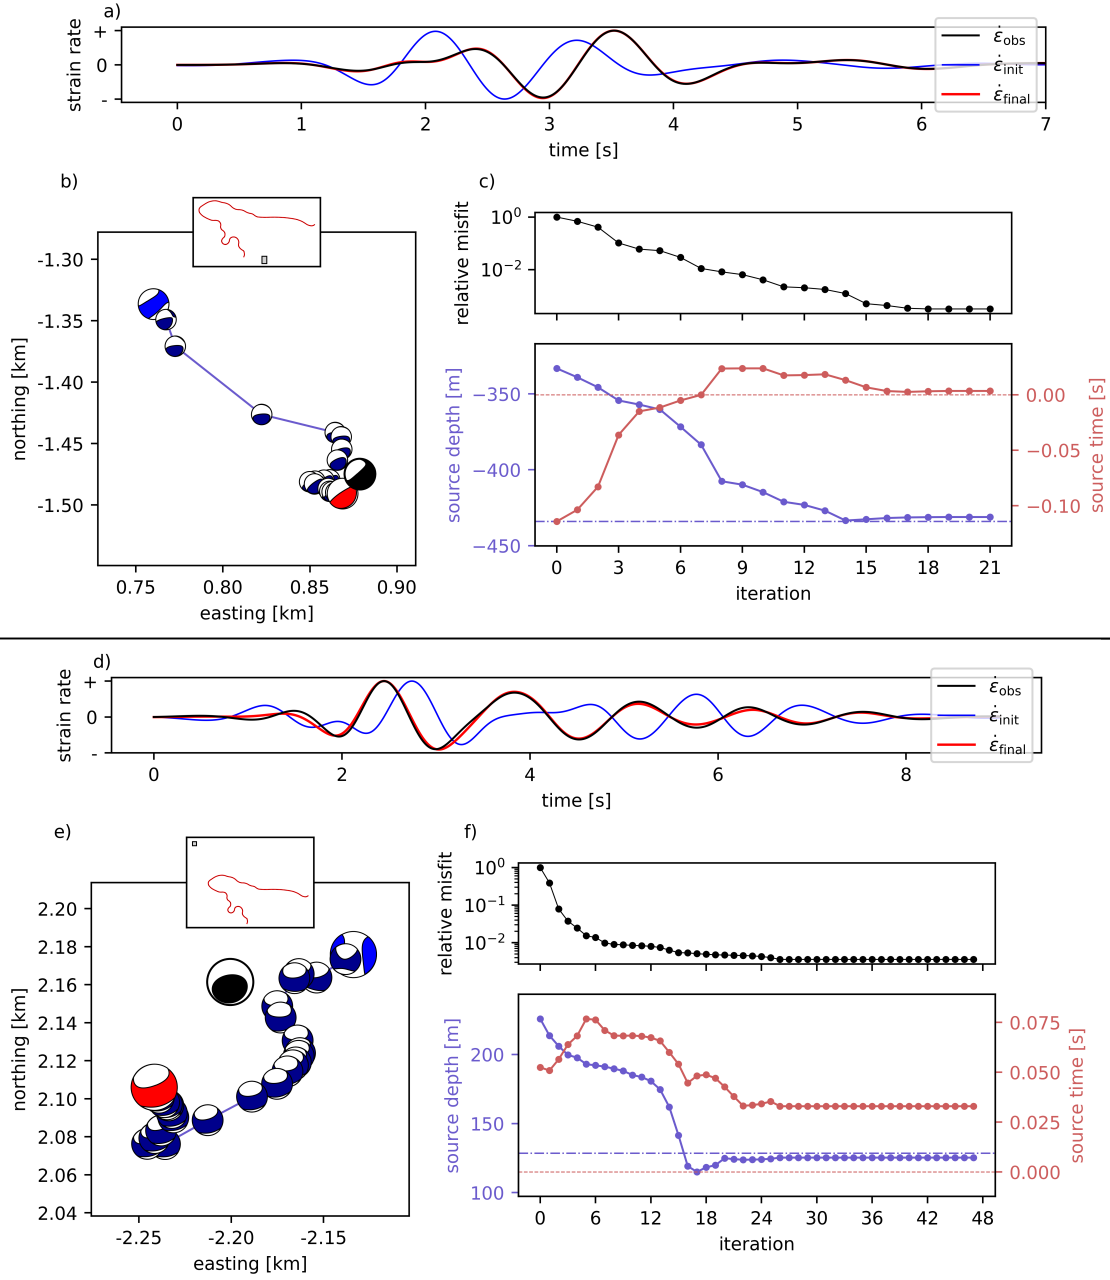 a)
strain rate
+
0
-
ε̇obs
ε̇init
ε̇final
0 1 2 3 4 5 6 7
time [s]
b)
northing [km]
-1.30
-1.35
-1.40
-1.45
-1.50
0.75 0.80 0.85 0.90
easting [km]
c)
relative misfit
10⁰
10⁻²
source depth [m]
−350
−400
−450
0.00
−0.05
−0.10
source time [s]
0 3 6 9 12 15 18 21
iteration
d)
strain rate
+
0
-
ε̇obs
ε̇init
ε̇final
0 2 4 6 8
time [s]
e)
northing [km]
2.20
2.18
2.16
2.14
2.12
2.10
2.08
2.06
2.04
-2.25 -2.20 -2.15
easting [km]
f)
relative misfit
10⁰
10⁻¹
10⁻²
source depth [m]
200
150
100
0.075
0.050
0.025
0.000
source time [s]
0 6 12 18 24 30 36 42 48
iteration